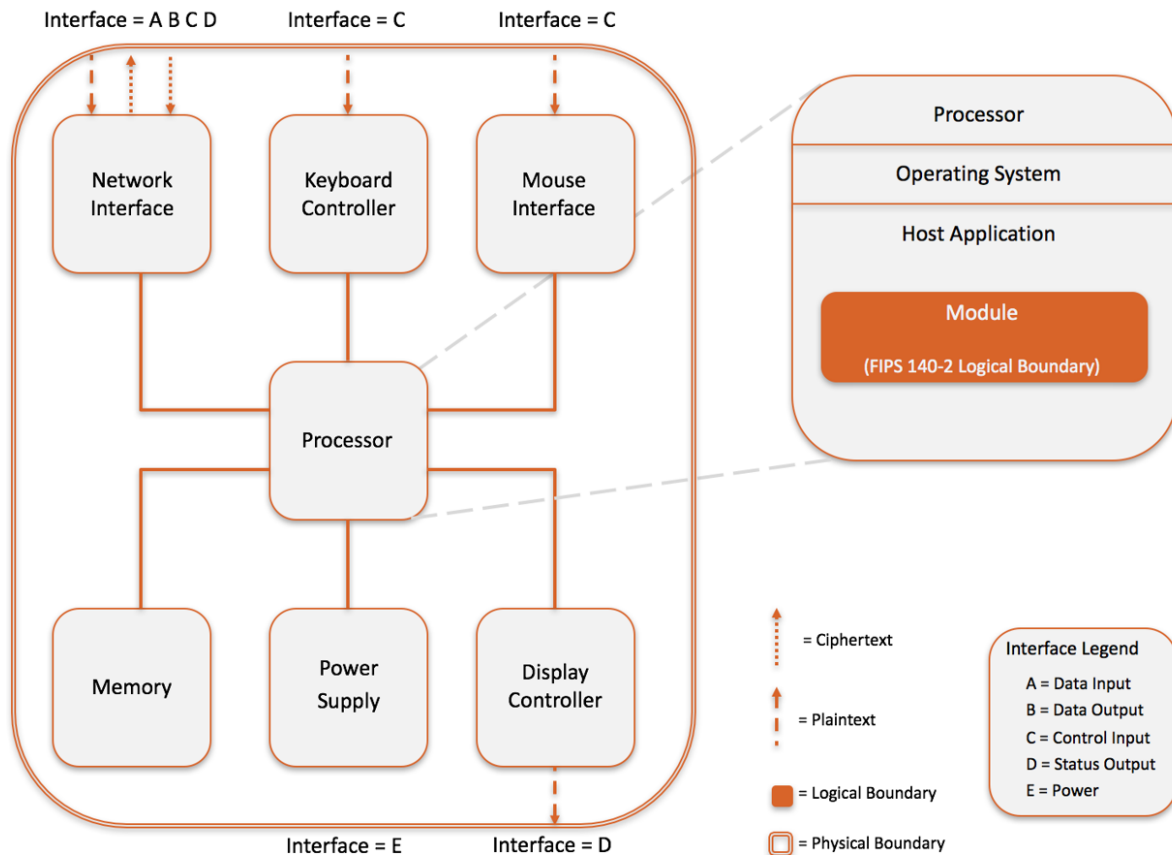 Interface = A B C D
Interface = C
Interface = C
Network
Interface
Keyboard
Controller
Mouse
Interface
Processor
Memory
Power
Supply
Display
Controller
Interface = E
Interface = D
Processor
Operating System
Host Application
Module
(FIPS 140-2 Logical Boundary)
= Ciphertext
= Plaintext
= Logical Boundary
= Physical Boundary
Interface Legend
A = Data Input
B = Data Output
C = Control Input
D = Status Output
E = Power